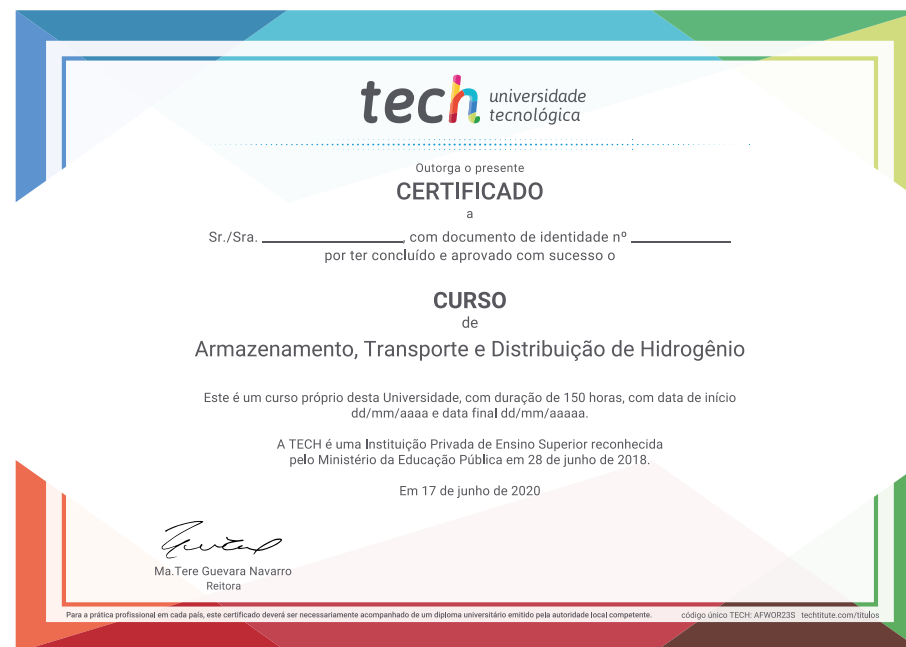 tech universidade
tecnológica
Outorga o presente
CERTIFICADO
a
Sr./Sra. ________________, com documento de identidade nº ___________
por ter concluído e aprovado com sucesso o
CURSO
de
Armazenamento, Transporte e Distribuição de Hidrogênio
Este é um curso próprio desta Universidade, com duração de 150 horas, com data de início
dd/mm/aaaa e data final dd/mm/aaaaa.
A TECH é uma Instituição Privada de Ensino Superior reconhecida
pelo Ministério da Educação Pública em 28 de junho de 2018.
Em 17 de junho de 2020
Ma.Tere Guevara Navarro
Reitora
Para a prática profissional em cada país, este certificado deverá ser necessariamente acompanhado de um diploma universitário emitido pela autoridade local competente. código único TECH: AFWOR23S techtitute.com/titulos